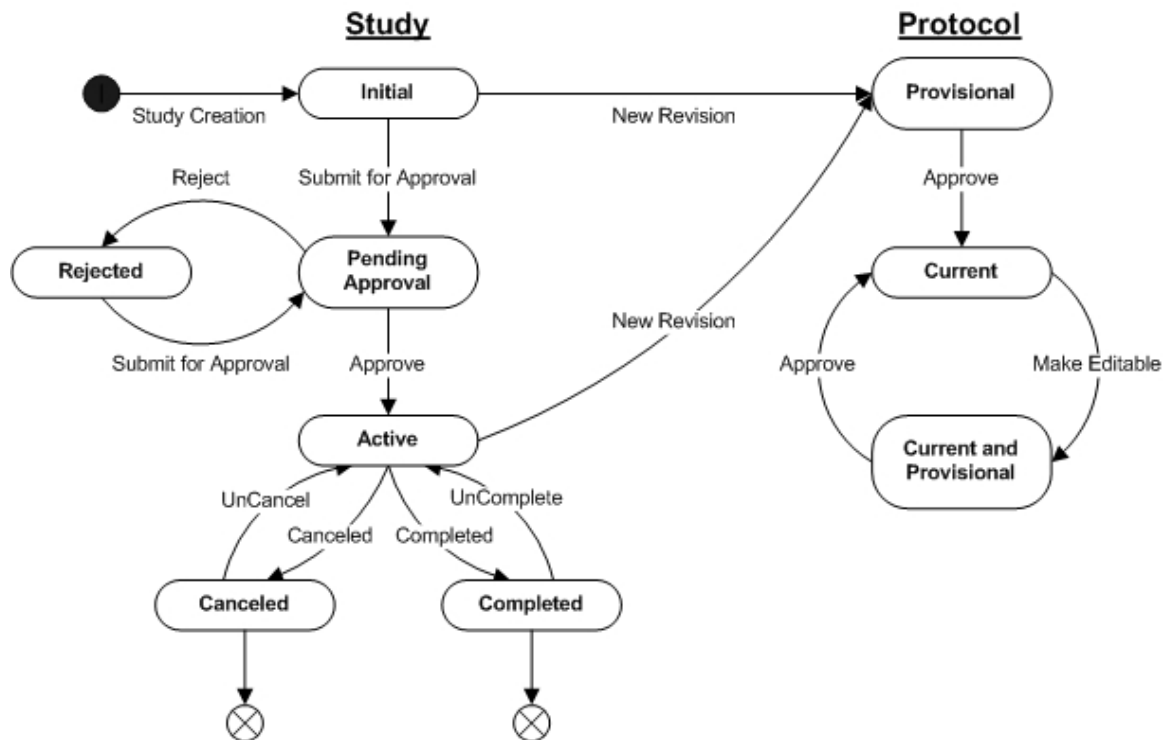 Study
Protocol
Initial
Provisional
Study Creation
New Revision
Reject
Submit for Approval
Approve
Rejected
Pending
Approval
Current
New Revision
Submit for Approval
Approve
Approve
Make Editable
Active
Current and
Provisional
UnCancel
UnComplete
Canceled
Completed
Canceled
Completed